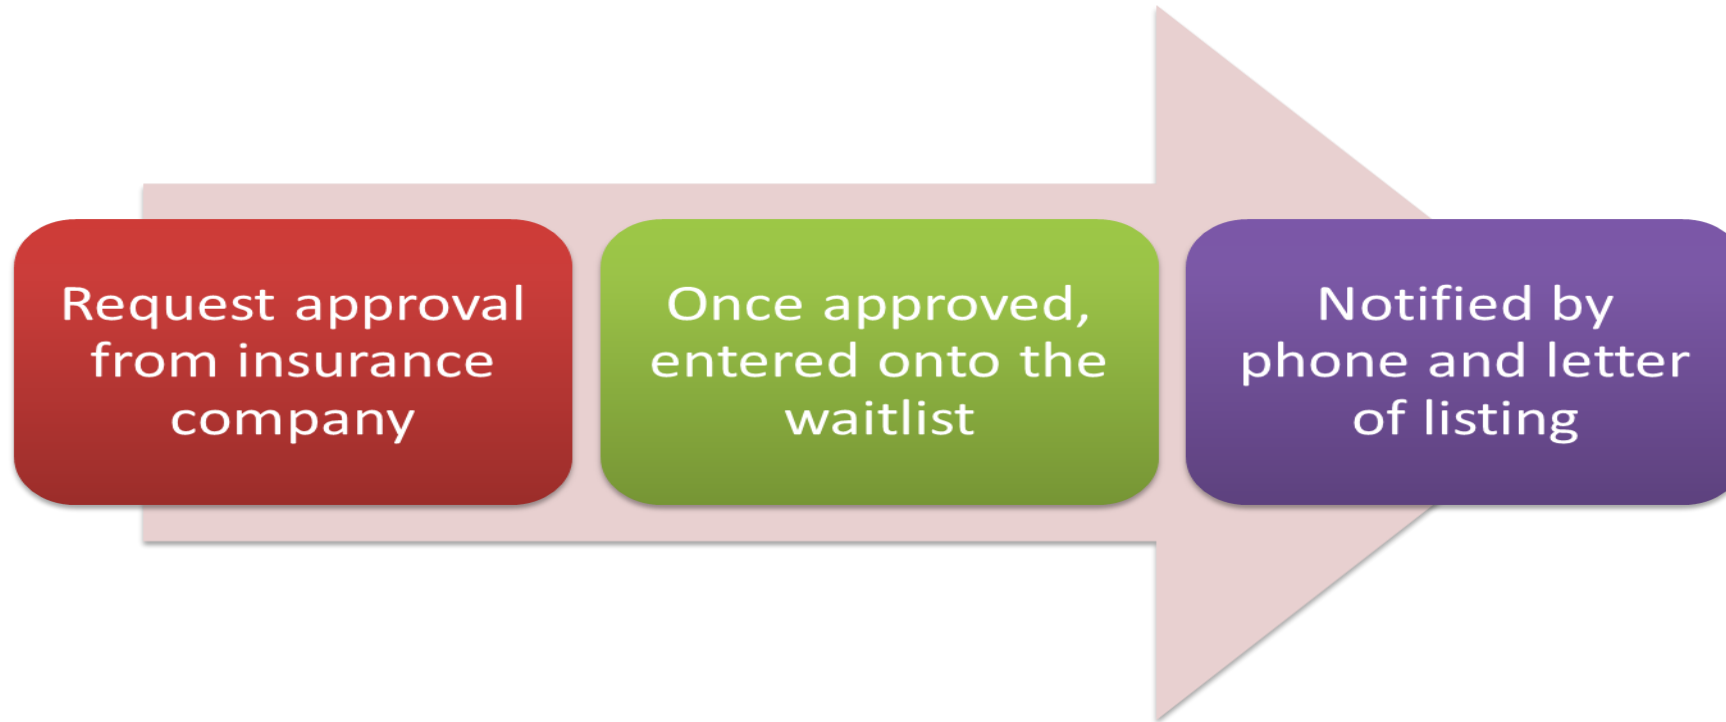 Request approval
from insurance
company
Once approved,
entered onto the
waitlist
Notified by
phone and letter
of listing